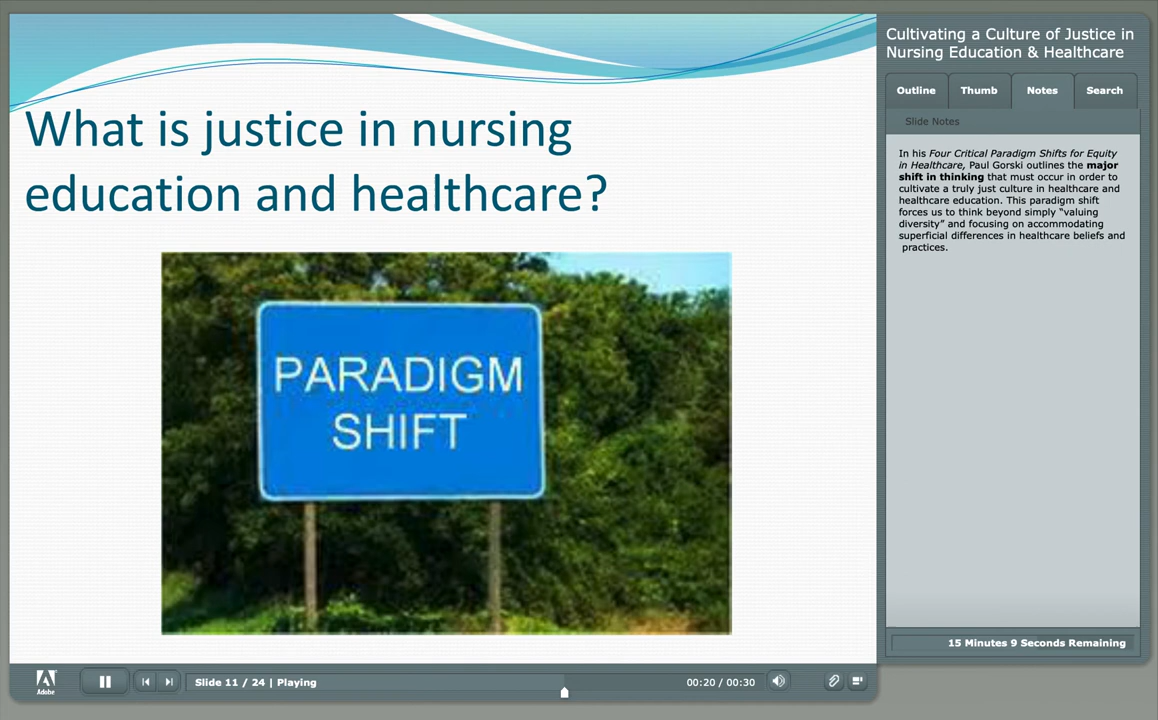 What is justice in nursing
education and healthcare?
PARADIGM
SHIFT
Cultivating a Culture of Justice in
Nursing Education & Healthcare
Outline
Thumb
Notes
Search
Slide Notes
In his Four Critical Paradigm Shifts for Equity
in Healthcare, Paul Gorski outlines the major
shift in thinking that must occur in order to
cultivate a truly just culture in healthcare and
healthcare education. This paradigm shift
forces us to think beyond simply “valuing
diversity” and focusing on accommodating
superficial differences in healthcare beliefs and
practices.
15 Minutes 9 Seconds Remaining
Adobe
Slide 11 / 24 | Playing
00:20 / 00:30